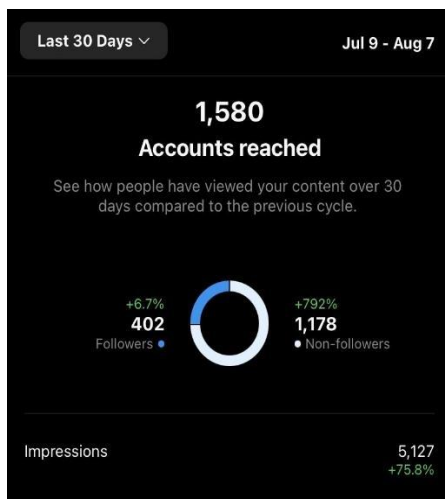 Last 30 Days
Jul 9 - Aug 7
1,580
Accounts reached
See how people have viewed your content over 30
days compared to the previous cycle.
+6.7%
402
Followers
+792%
1,178
Non-followers
Impressions
5,127
+75.8%